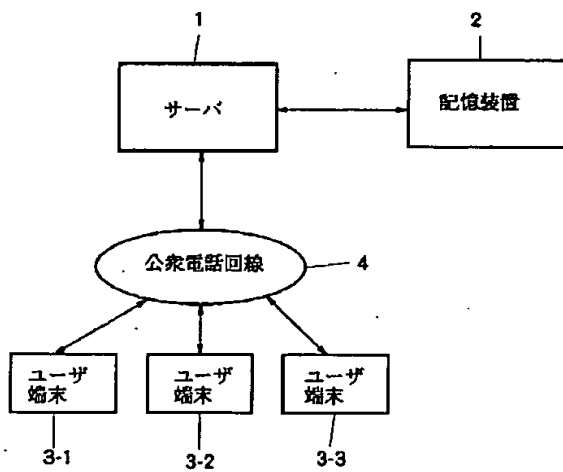 1
2
サーバ
記憶装置
公衆電話回線
4
ユーザ
端末
ユーザ
端末
ユーザ
端末
3-1
3-2
3-3